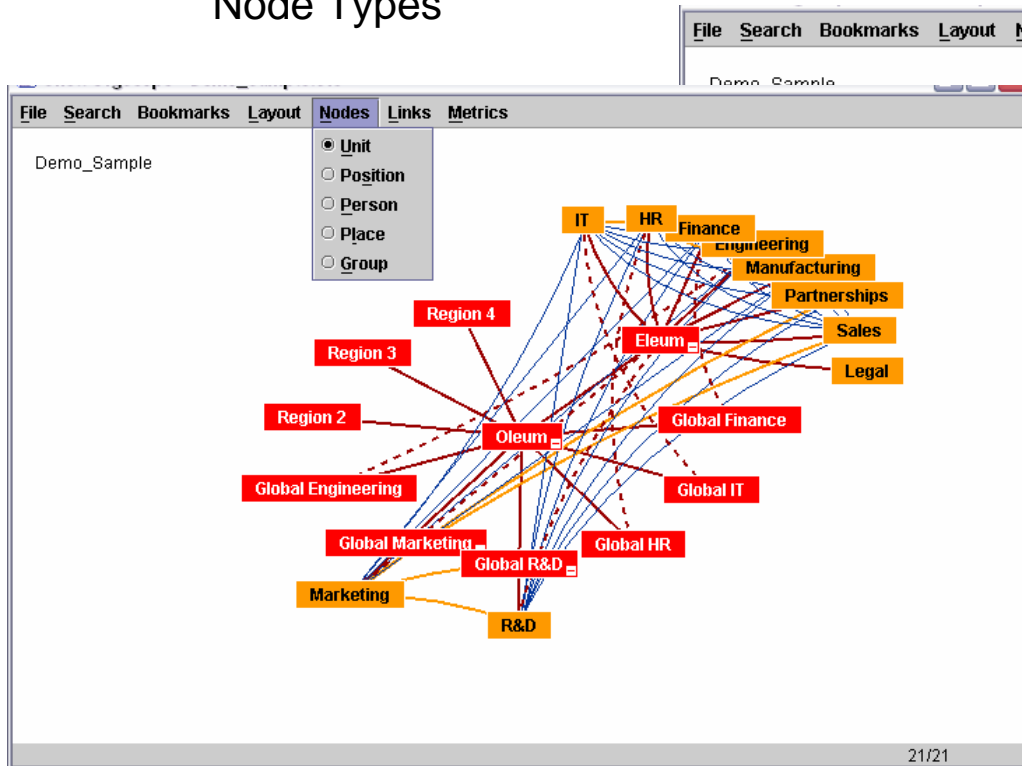 Node Types
File Search Bookmarks Layout
Demo_Sample
File Search Bookmarks Layout Nodes Links Metrics
Demo_Sample
Unit
Position
Person
Place
Group
IT
HR
Finance
Engineering
Manufacturing
Partnerships
Sales
Legal
Eleum
Region 4
Region 3
Region 2
Oleum
Global Finance
Global Engineering
Global IT
Global Marketing
Global HR
Global R&D
Marketing
R&D
21/21